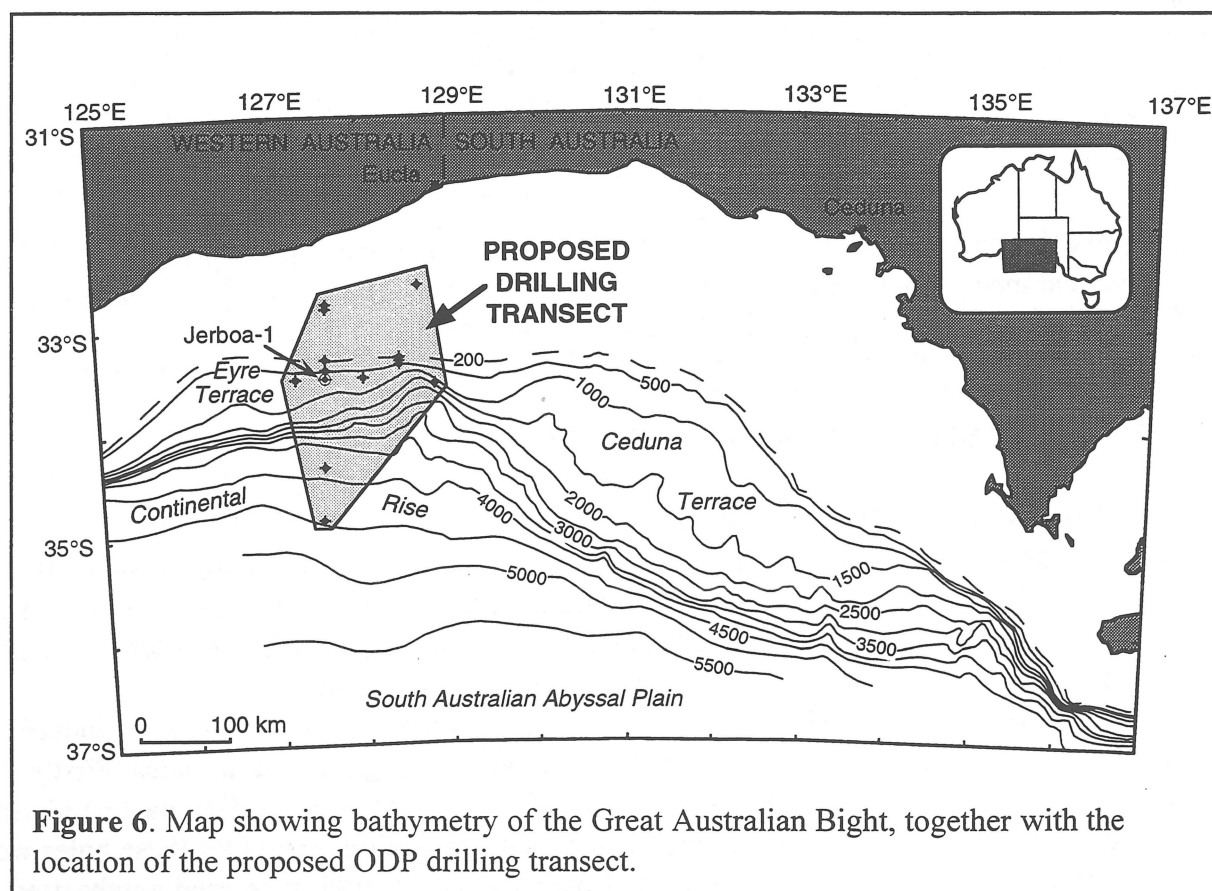 125°E 127°E 129°E 131°E 133°E 135°E 137°E
31°S
WESTERN AUSTRALIA SOUTH AUSTRALIA
Eucla
Ceduna
PROPOSED
DRILLING
TRANSECT
33°S
Jerboa-1
200
500
Eyre
Terrace
1000
Ceduna
Terrace
Continental Rise
4000
3000
2000
35°S
1500
5000
2500
4500
3500
5500
South Australian Abyssal Plain
0 100 km
37°S
Figure 6. Map showing bathymetry of the Great Australian Bight, together with the
location of the proposed ODP drilling transect.